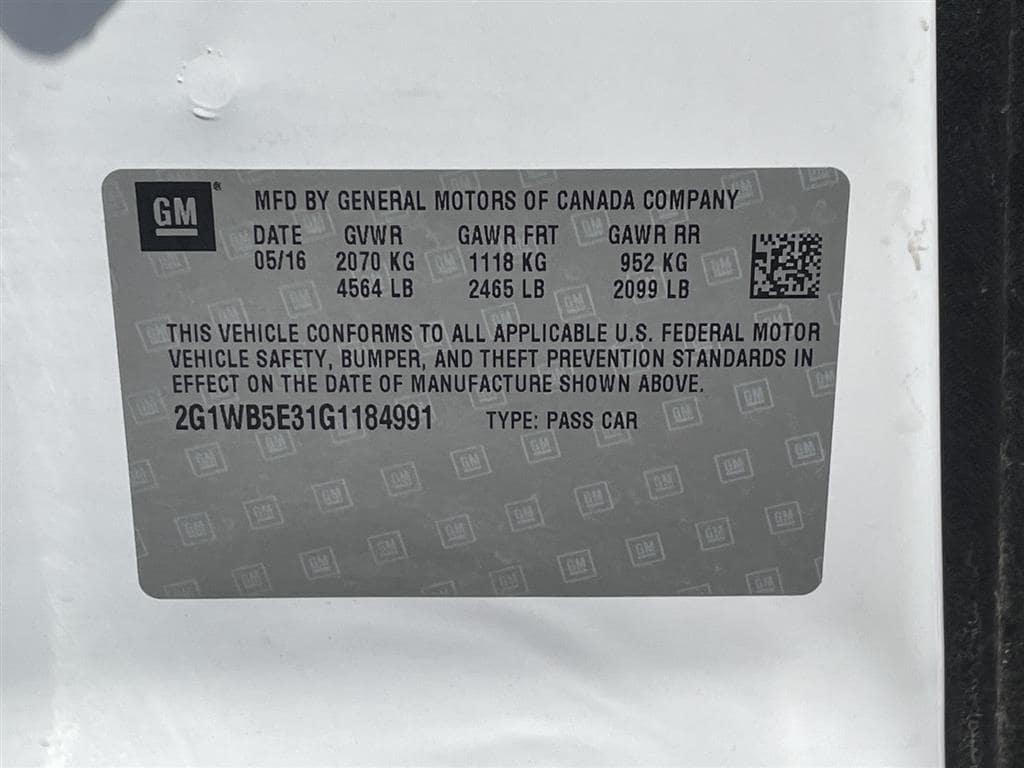 GM ®
MFD BY GENERAL MOTORS OF CANADA COMPANY
DATE GVWR GAWR FRT GAWR RR
05/16 2070 KG 1118 KG 952 KG
4564 LB 2465 LB 2099 LB
THIS VEHICLE CONFORMS TO ALL APPLICABLE U.S. FEDERAL MOTOR
VEHICLE SAFETY, BUMPER, AND THEFT PREVENTION STANDARDS IN
EFFECT ON THE DATE OF MANUFACTURE SHOWN ABOVE.
2G1WB5E31G1184991 TYPE: PASS CAR